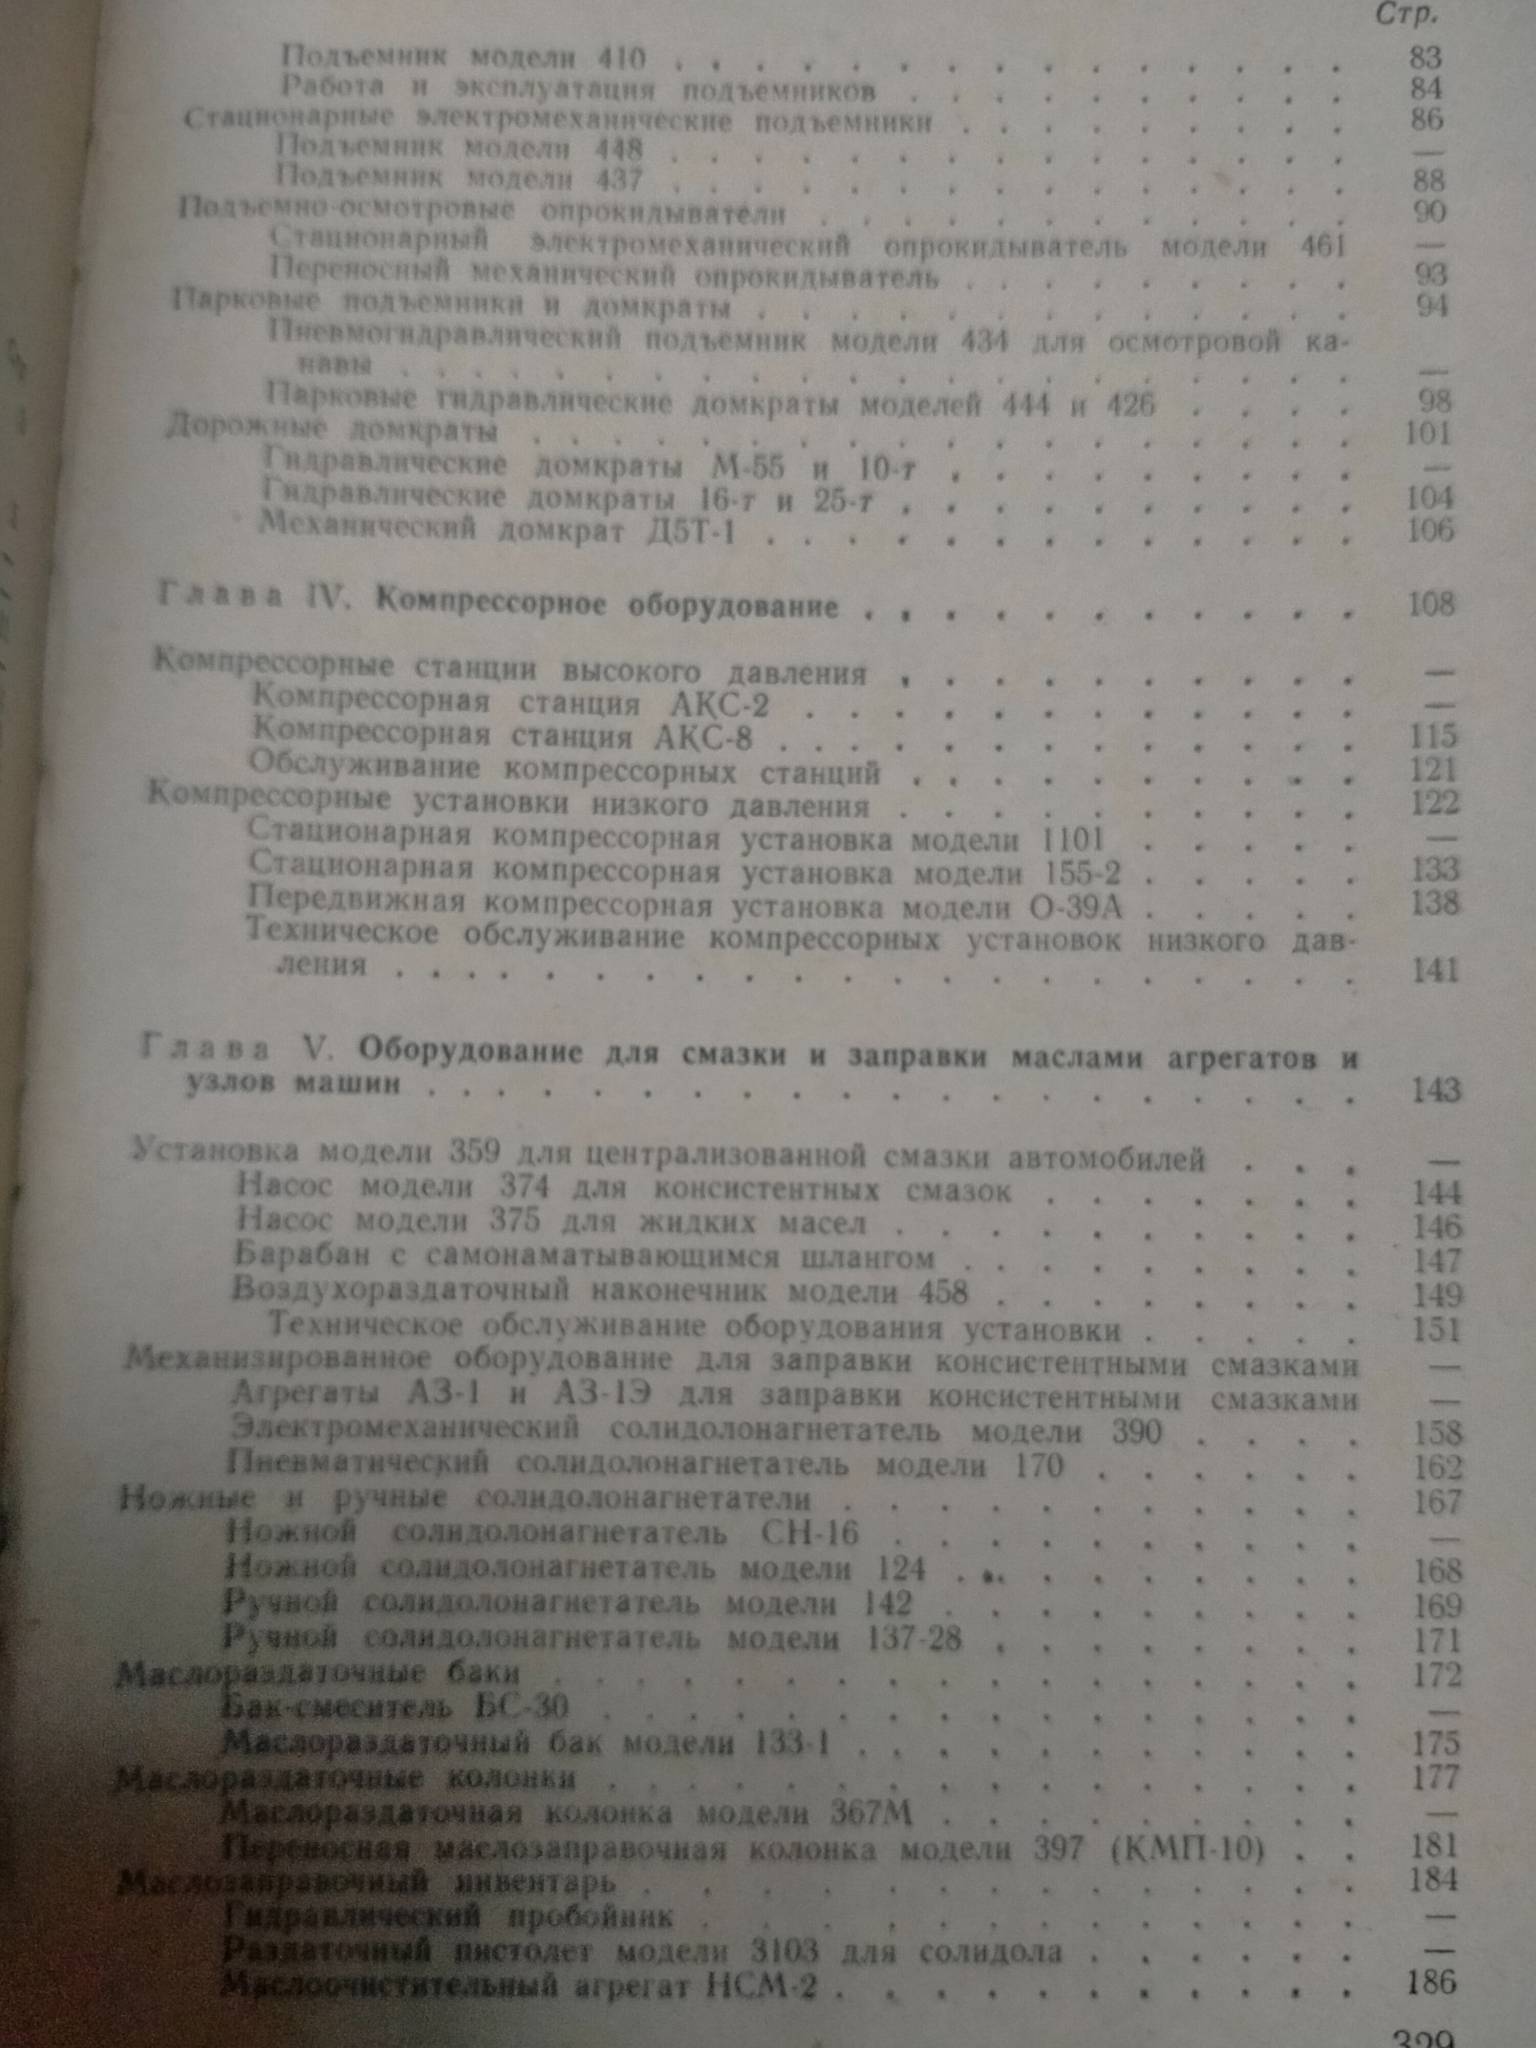 Стр.
Подъемник модели 410 . . . . . . . . . . . . . . 83
Работа и эксплуатация подъемников . . . . . . . . . . 84
Стационарные электромеханические подъемники . . . . . . . . . 86
Подъемник модели 448 . . . . . . . . . . . . . . —
Подъемник модели 437 . . . . . . . . . . . . . . 88
Подъемно-осмотровые опрокидыватели . . . . . . . . . . . . 90
Стационарный электромеханический опрокидыватель модели 461 —
Переносный механический опрокидыватель . . . . . . . . . 93
Парковые подъемники и домкраты . . . . . . . . . . . . . 94
Пневмогидравлический подъемник модели 434 для осмотровой ка-
навы . . . . . . . . . . . . . . . . . . . . —
Парковые гидравлические домкраты моделей 444 и 426 . . . . 98
Дорожные домкраты . . . . . . . . . . . . . . . . . 101
Гидравлические домкраты М-55 и 10-т . . . . . . . . . —
Гидравлические домкраты 16-т и 25-т . . . . . . . . . . 104
Механический домкрат Д5Т-1 . . . . . . . . . . . . . 106
Глава IV. Компрессорное оборудование . . . . . . . . . . . 108
Компрессорные станции высокого давления . . . . . . . . . . —
Компрессорная станция АКС-2 . . . . . . . . . . . . —
Компрессорная станция АКС-8 . . . . . . . . . . . . . 115
Обслуживание компрессорных станций . . . . . . . . . . 121
Компрессорные установки низкого давления . . . . . . . . . . 122
Стационарная компрессорная установка модели 1101 . . . . . —
Стационарная компрессорная установка модели 155-2 . . . . . 133
Передвижная компрессорная установка модели О-39А . . . . . 138
Техническое обслуживание компрессорных установок низкого дав-
ления . . . . . . . . . . . . . . . . . . . . . 141
Глава V. Оборудование для смазки и заправки маслами агрегатов и
узлов машин . . . . . . . . . . . . . . . . . . . 143
Установка модели 359 для централизованной смазки автомобилей . . . —
Насос модели 374 для консистентных смазок . . . . . . . 144
Насос модели 375 для жидких масел . . . . . . . . . . 146
Барабан с самонаматывающимся шлангом . . . . . . . . . 147
Воздухораздаточный наконечник модели 458 . . . . . . . . 149
Техническое обслуживание оборудования установки . . . . . 151
Механизированное оборудование для заправки консистентными смазками —
Агрегаты АЗ-1 и АЗ-1Э для заправки консистентными смазками —
Электромеханический солидолонагнетатель модели 390 . . . . 158
Пневматический солидолонагнетатель модели 170 . . . . . . 162
Ножные и ручные солидолонагнетатели . . . . . . . . . . . 167
Ножной солидолонагнетатель СН-16 . . . . . . . . . . —
Ножной солидолонагнетатель модели 124 . . . . . . . . . 168
Ручной солидолонагнетатель модели 142 . . . . . . . . . 169
Ручной солидолонагнетатель модели 137-28 . . . . . . . . 171
Маслораздаточные баки . . . . . . . . . . . . . . . . . 172
Бак-смеситель БС-30 . . . . . . . . . . . . . . . . —
Маслораздаточный бак модели 133-1 . . . . . . . . . . . 175
Маслораздаточные колонки . . . . . . . . . . . . . . . . 177
Маслораздаточная колонка модели 367М . . . . . . . . . —
Переносная маслозаправочная колонка модели 397 (КМП-10) . . 181
Маслозаправочный инвентарь . . . . . . . . . . . . . . 184
Гидравлический пробойник . . . . . . . . . . . . . —
Раздаточный пистолет модели 3103 для солидола . . . . . . —
Маслоочистительный агрегат НСМ-2 . . . . . . . . . . . 186
329